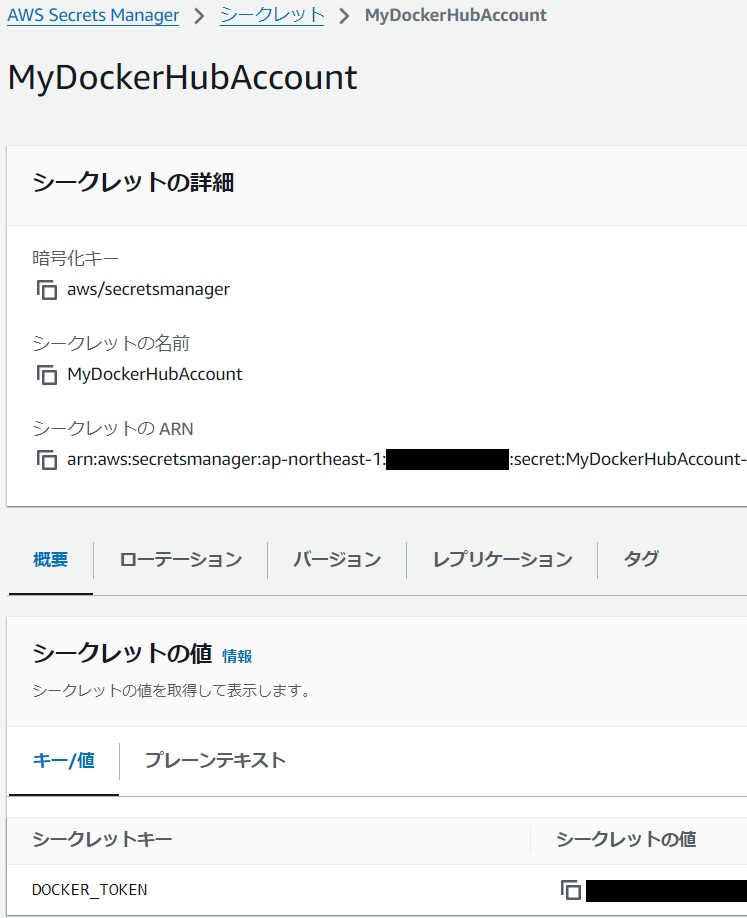 AWS Secrets Manager > シークレット > MyDockerHubAccount
MyDockerHubAccount
シークレットの詳細
暗号化キー
aws/secretsmanager
シークレットの名前
MyDockerHubAccount
シークレットの ARN
arn:aws:secretsmanager:ap-northeast-1: :secret:MyDockerHubAccount-
概要 ローテーション バージョン レプリケーション タグ
シークレットの値 情報
シークレットの値を取得して表示します。
キー/値 プレーンテキスト
シークレットキー シークレットの値
DOCKER_TOKEN